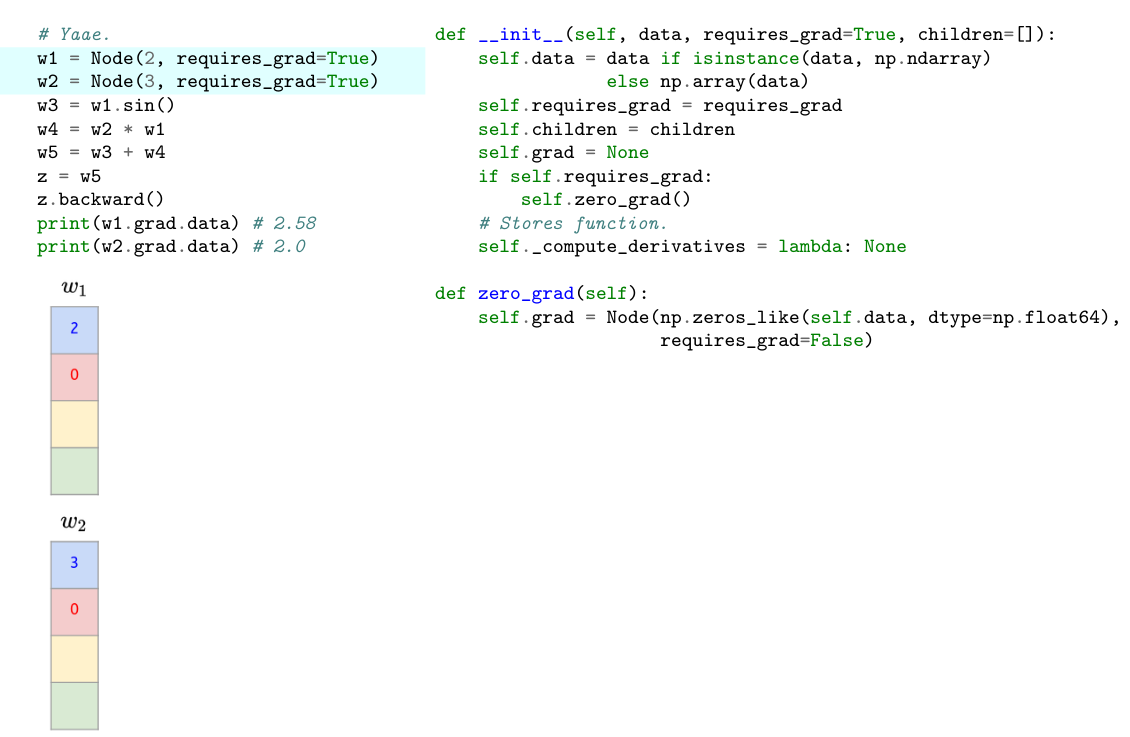 # Yaae.
w1 = Node(2, requires_grad=True)
w2 = Node(3, requires_grad=True)
w3 = w1.sin()
w4 = w2 * w1
w5 = w3 + w4
z = w5
z.backward()
print(w1.grad.data) # 2.58
print(w2.grad.data) # 2.0
def __init__(self, data, requires_grad=True, children=[]):
    self.data = data if isinstance(data, np.ndarray)
                else np.array(data)
    self.requires_grad = requires_grad
    self.children = children
    self.grad = None
    if self.requires_grad:
        self.zero_grad()
    # Stores function.
    self._compute_derivatives = lambda: None
def zero_grad(self):
    self.grad = Node(np.zeros_like(self.data, dtype=np.float64),
                     requires_grad=False)
w₁
2
0
w₂
3
0